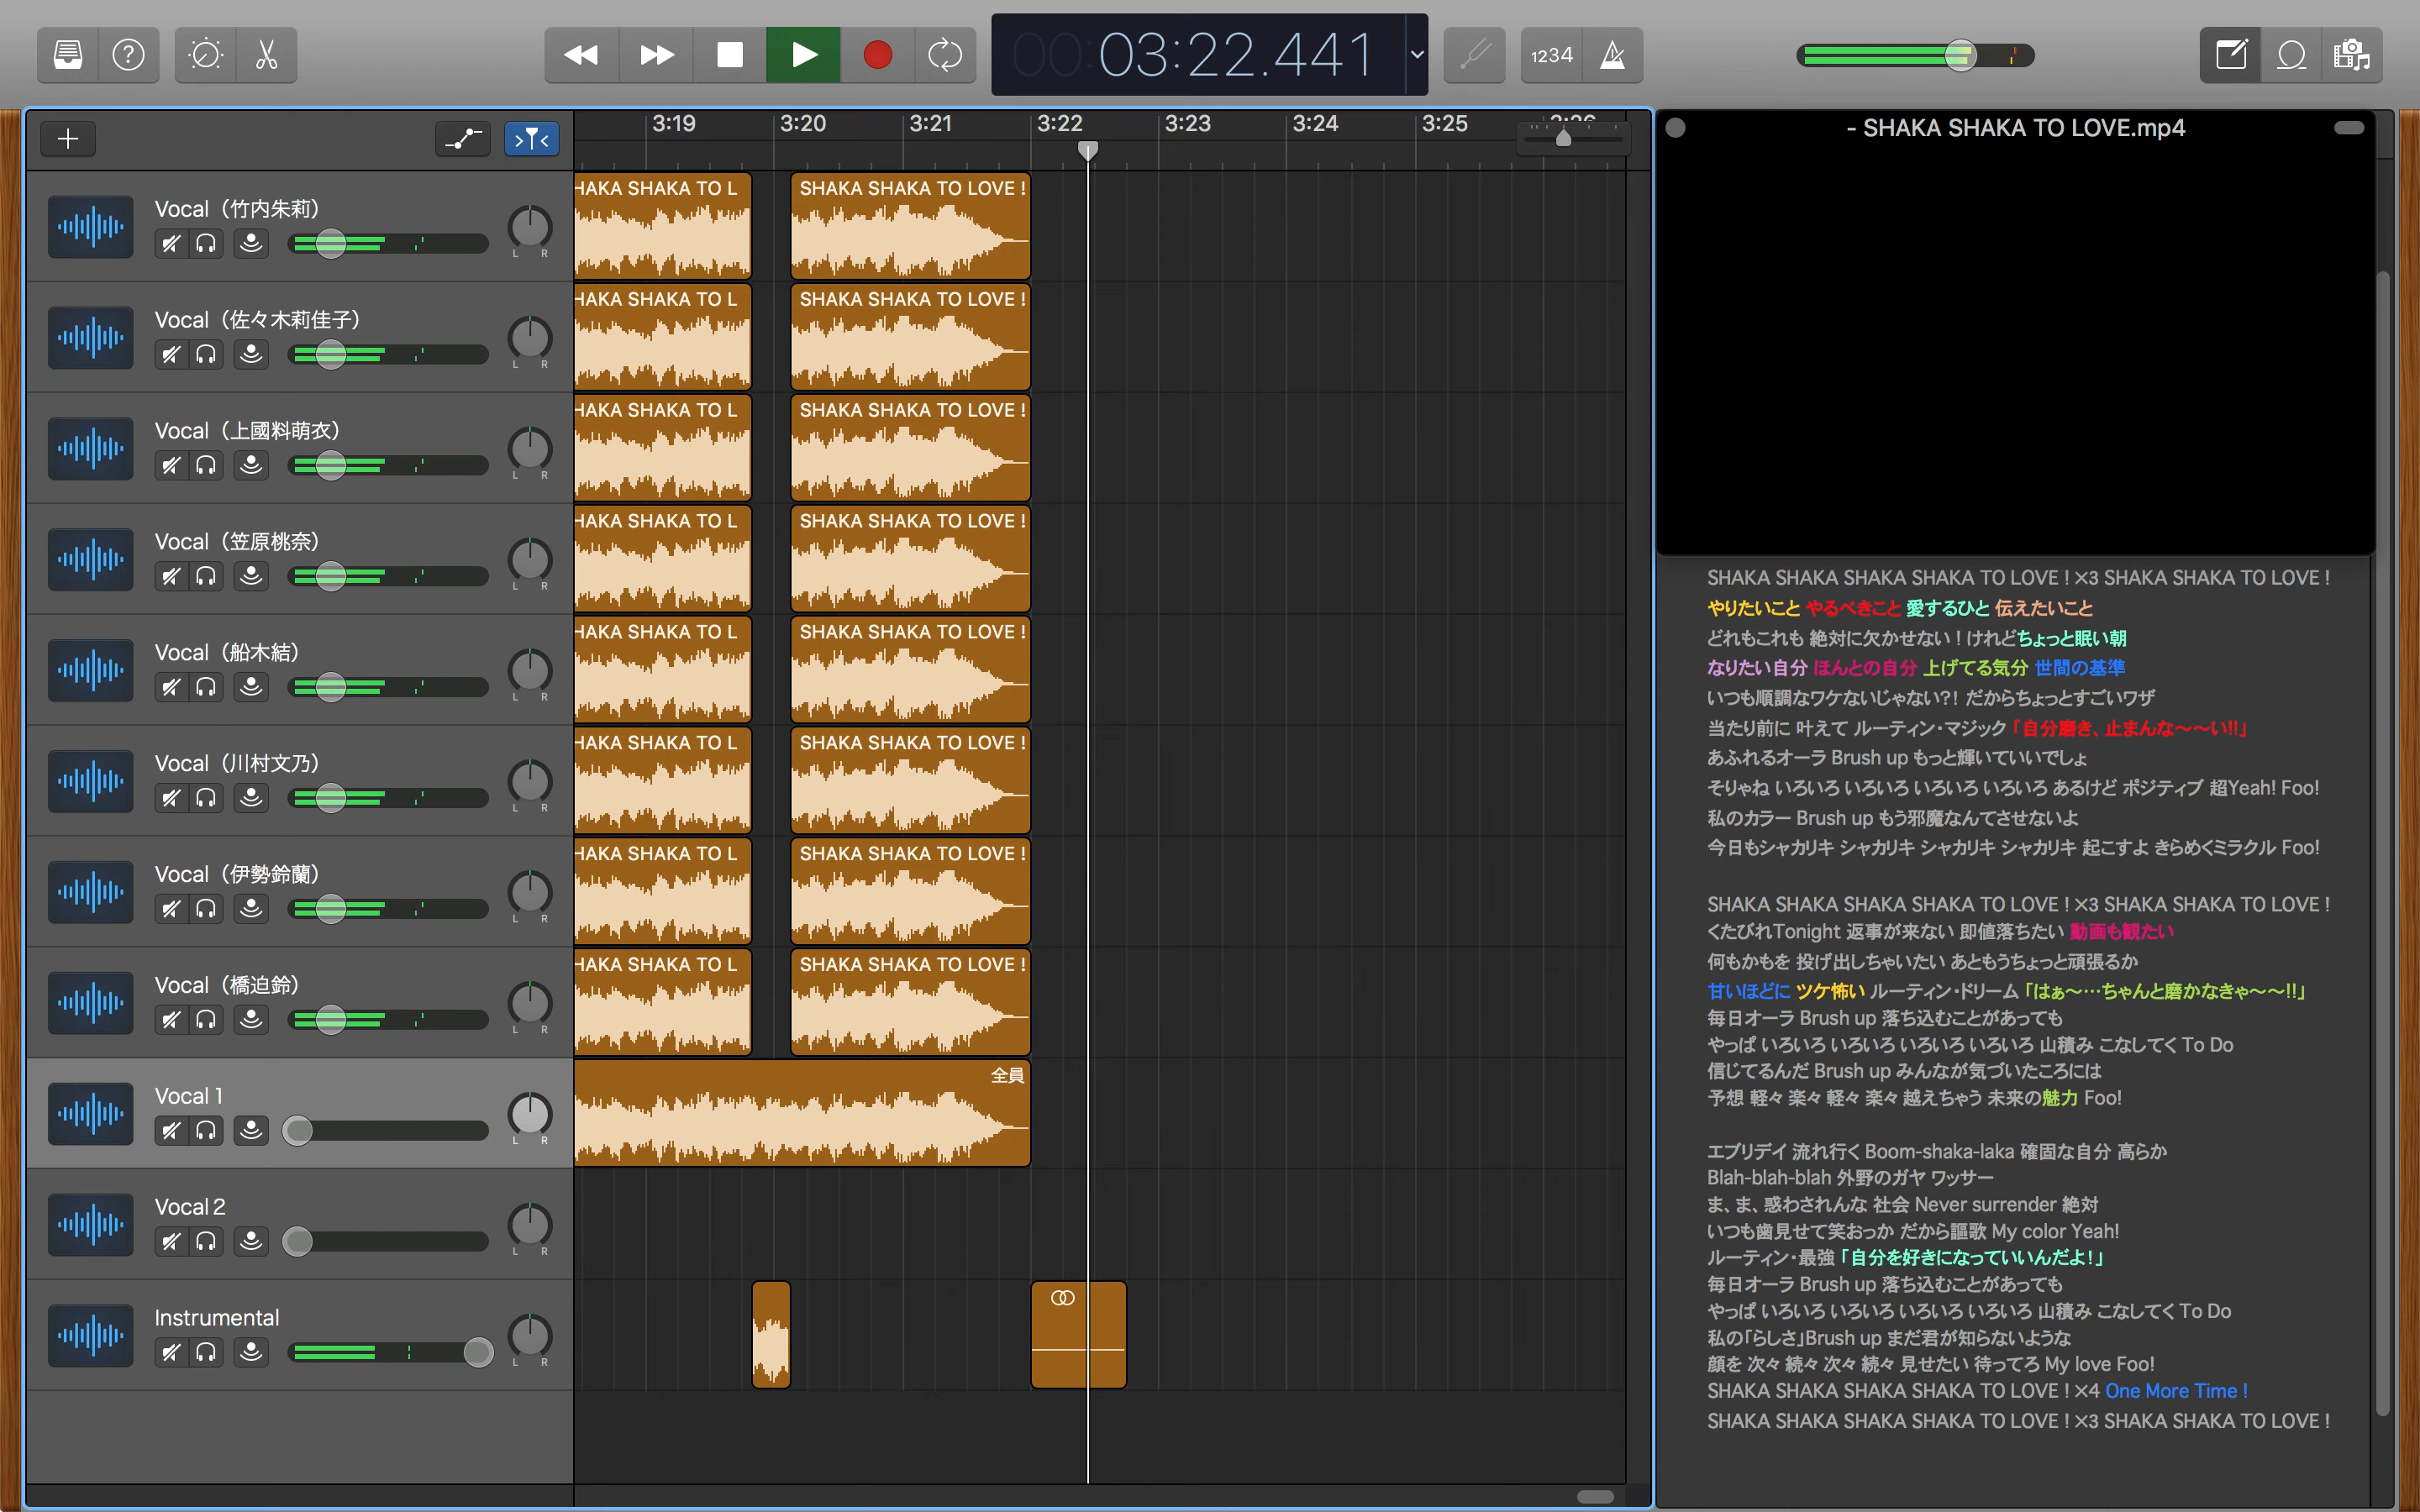 00:03:22.441
1234
3:19 3:20 3:21 3:22 3:23 3:24 3:25 3:26
- SHAKA SHAKA TO LOVE.mp4
Vocal（竹内朱莉）
L R
HAKA SHAKA TO L
SHAKA SHAKA TO LOVE !
Vocal（佐々木莉佳子）
L R
HAKA SHAKA TO L
SHAKA SHAKA TO LOVE !
Vocal（上國料萌衣）
L R
HAKA SHAKA TO L
SHAKA SHAKA TO LOVE !
Vocal（笠原桃奈）
L R
HAKA SHAKA TO L
SHAKA SHAKA TO LOVE !
Vocal（船木結）
L R
HAKA SHAKA TO L
SHAKA SHAKA TO LOVE !
Vocal（川村文乃）
L R
HAKA SHAKA TO L
SHAKA SHAKA TO LOVE !
Vocal（伊勢鈴蘭）
L R
HAKA SHAKA TO L
SHAKA SHAKA TO LOVE !
Vocal（橋迫鈴）
L R
HAKA SHAKA TO L
SHAKA SHAKA TO LOVE !
Vocal 1
L R
全員
Vocal 2
L R
Instrumental
L R
SHAKA SHAKA SHAKA SHAKA TO LOVE ! ×3 SHAKA SHAKA TO LOVE !
やりたいこと やるべきこと 愛するひと 伝えたいこと
どれもこれも 絶対に欠かせない ! けれどちょっと眠い朝
なりたい自分 ほんとの自分 上げてる気分 世間の基準
いつも順調なワケないじゃない?! だからちょっとすごいワザ
当たり前に 叶えて ルーティン・マジック 「自分磨き、止まんな〜〜い!!」
あふれるオーラ Brush up もっと輝いていいでしょ
そりゃね いろいろ いろいろ いろいろ いろいろ あるけど ポジティブ 超Yeah! Foo!
私のカラー Brush up もう邪魔なんてさせないよ
今日もシャカリキ シャカリキ シャカリキ シャカリキ 起こすよ きらめくミラクル Foo!
SHAKA SHAKA SHAKA SHAKA TO LOVE ! ×3 SHAKA SHAKA TO LOVE !
くたびれTonight 返事が来ない 即値落ちたい 動画も観たい
何もかもを 投げ出しちゃいたい あともうちょっと頑張るか
甘いほどに ツケ怖い ルーティン・ドリーム 「はぁ〜…ちゃんと磨かなきゃ〜〜!!」
毎日オーラ Brush up 落ち込むことがあっても
やっぱ いろいろ いろいろ いろいろ いろいろ 山積み こなしてく To Do
信じてるんだ Brush up みんなが気づいたころには
予想 軽々 楽々 軽々 楽々 越えちゃう 未来の魅力 Foo!
エブリデイ 流れ行く Boom-shaka-laka 確固な自分 高らか
Blah-blah-blah 外野のガヤ ワッサー
ま、ま、惑わされんな 社会 Never surrender 絶対
いつも歯見せて笑おっか だから謳歌 My color Yeah!
ルーティン・最強 「自分を好きになっていいんだよ!」
毎日オーラ Brush up 落ち込むことがあっても
やっぱ いろいろ いろいろ いろいろ いろいろ 山積み こなしてく To Do
私の「らしさ」Brush up まだ君が知らないような
顔を 次々 続々 次々 続々 見せたい 待ってろ My love Foo!
SHAKA SHAKA SHAKA SHAKA TO LOVE ! ×4 One More Time !
SHAKA SHAKA SHAKA SHAKA TO LOVE ! ×3 SHAKA SHAKA TO LOVE !